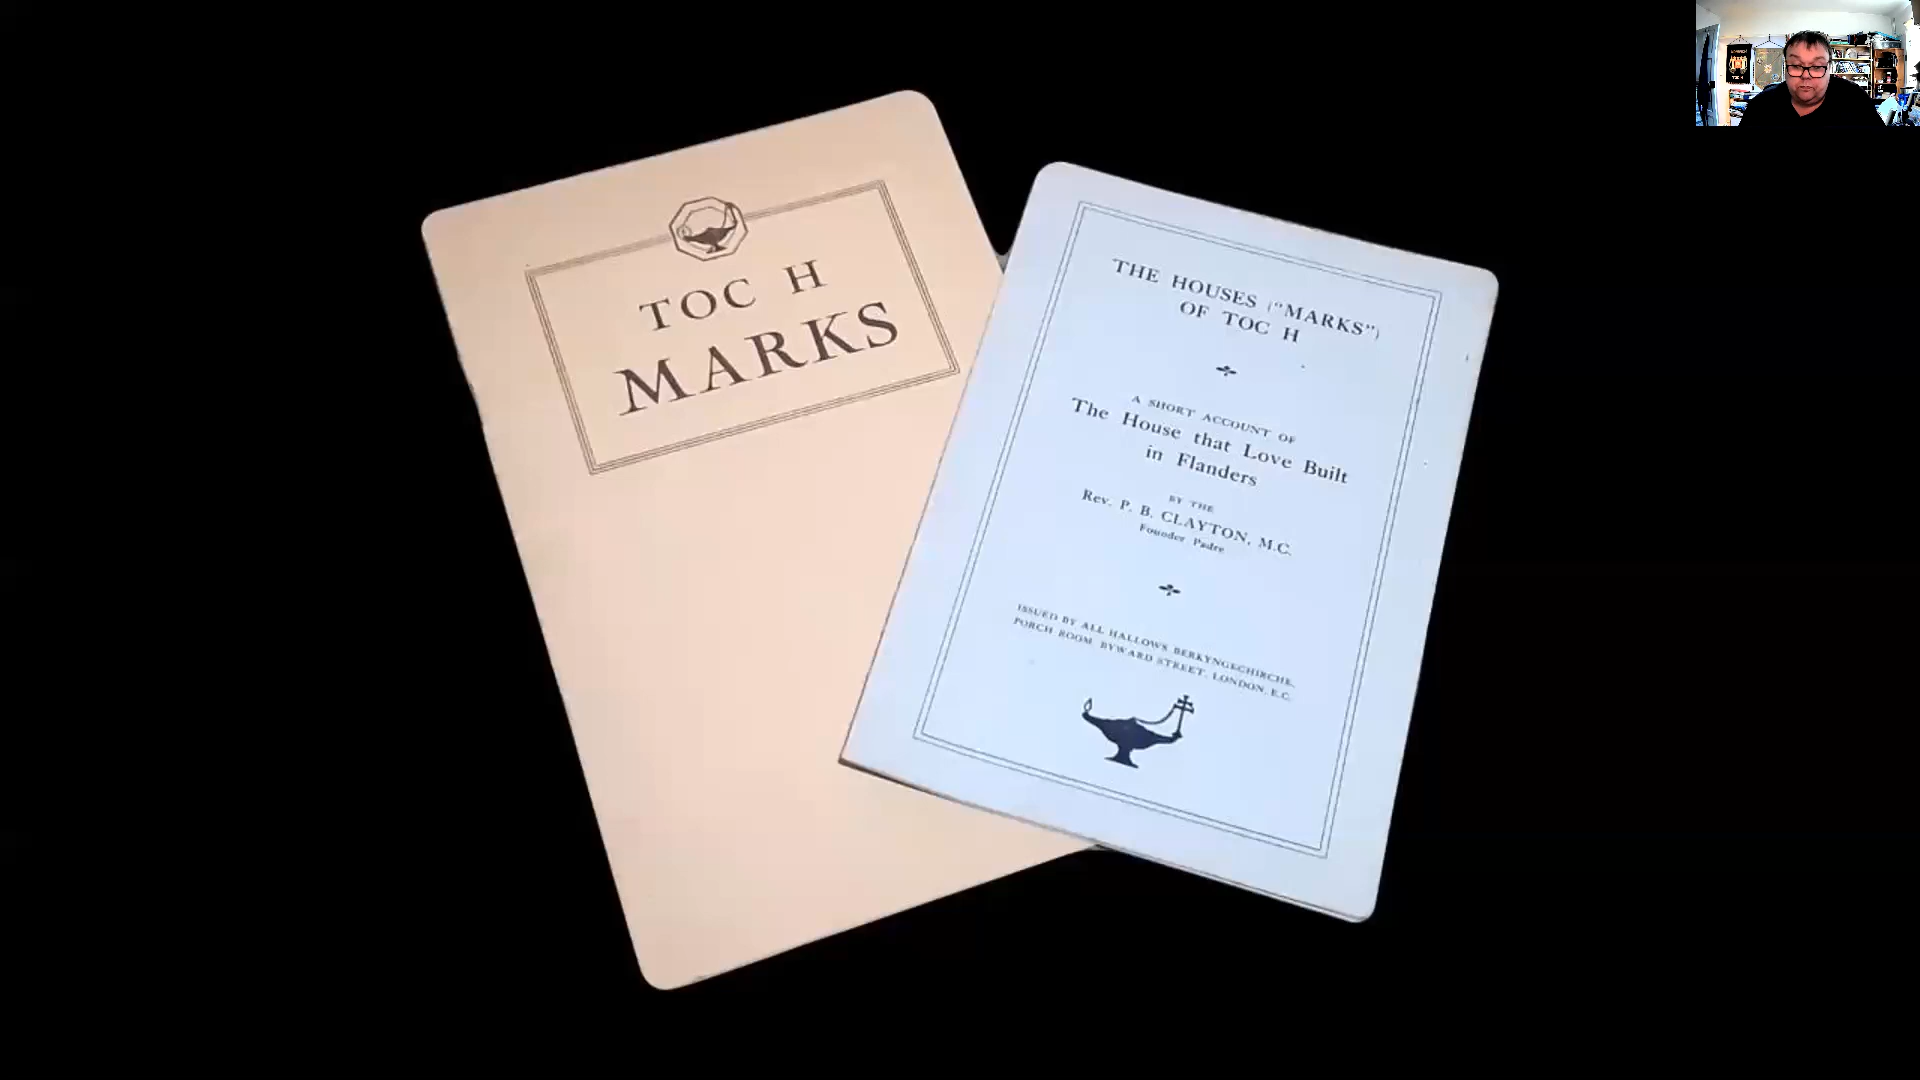 TOC H
MARKS
THE HOUSES ("MARKS")
OF TOC H
A SHORT ACCOUNT OF
The House that Love Built
in Flanders
BY THE
Rev. P. B. CLAYTON, M.C.
Founder Padre
ISSUED BY ALL HALLOWS BERKYNGECHIRCHE,
PORCH ROOM, BYWARD STREET, LONDON, E.C.